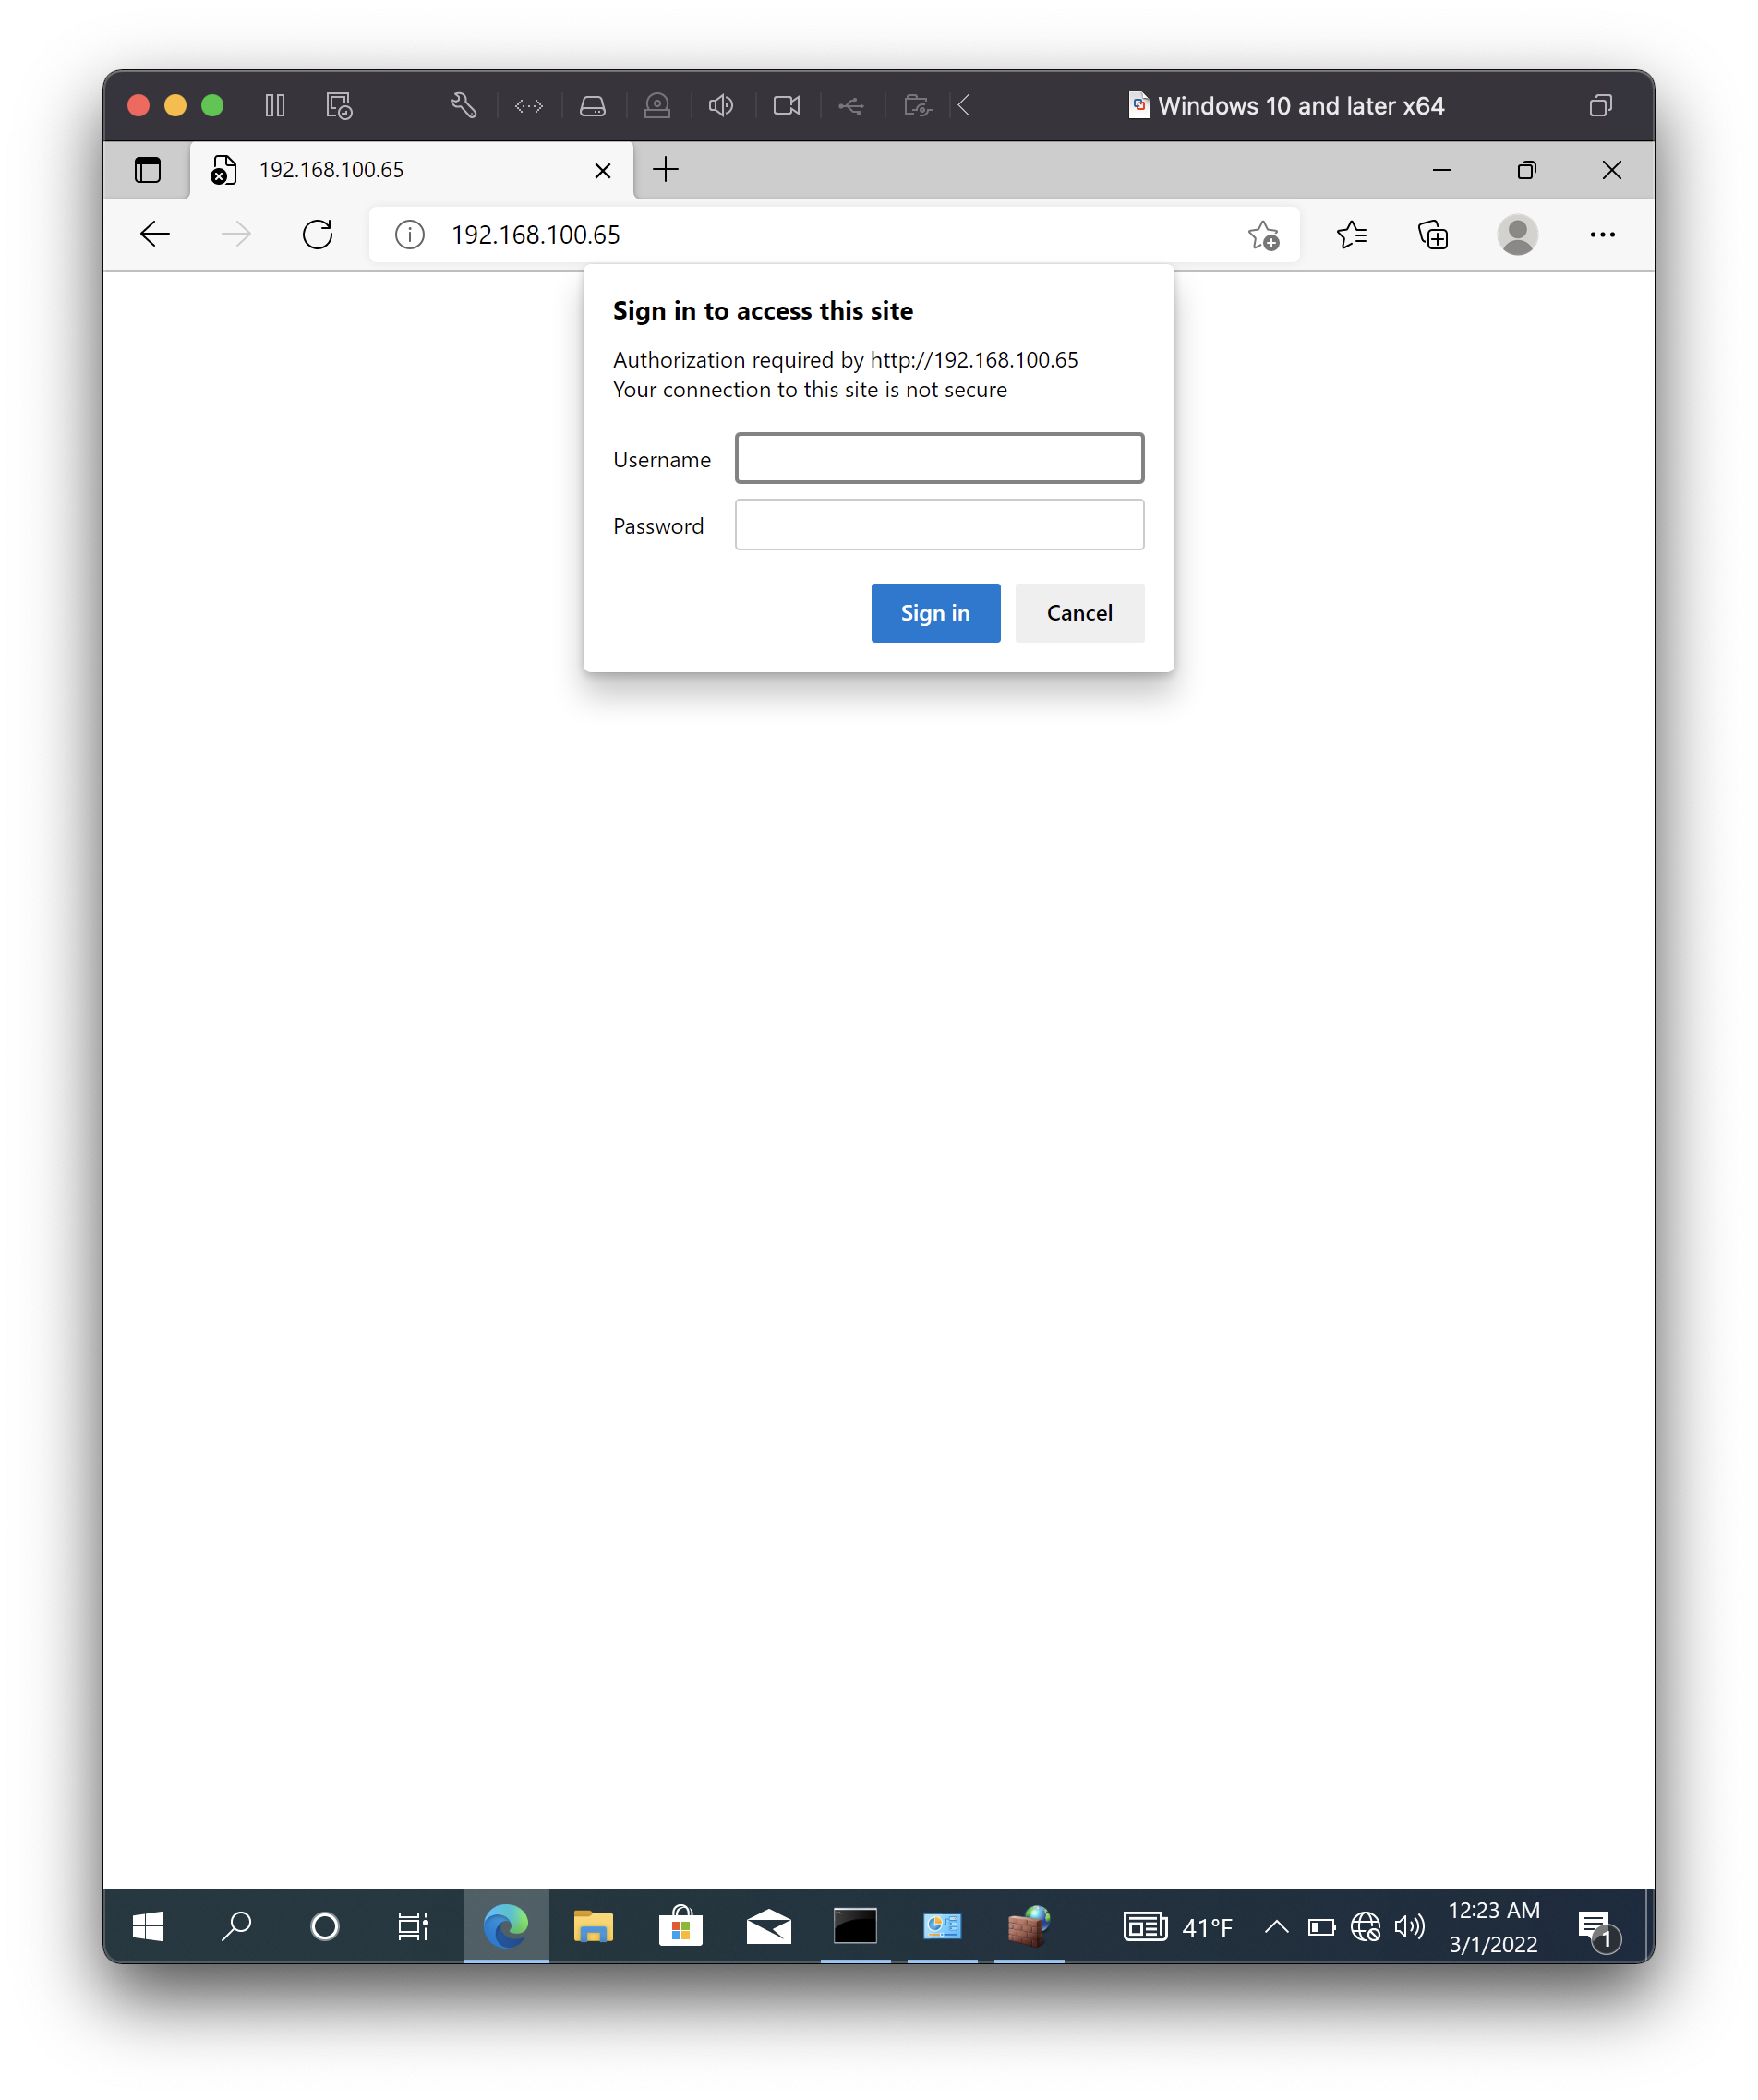 Windows 10 and later x64
192.168.100.65
192.168.100.65
Sign in to access this site
Authorization required by http://192.168.100.65
Your connection to this site is not secure
Username
Password
Sign in
Cancel
41°F
12:23 AM
3/1/2022
1